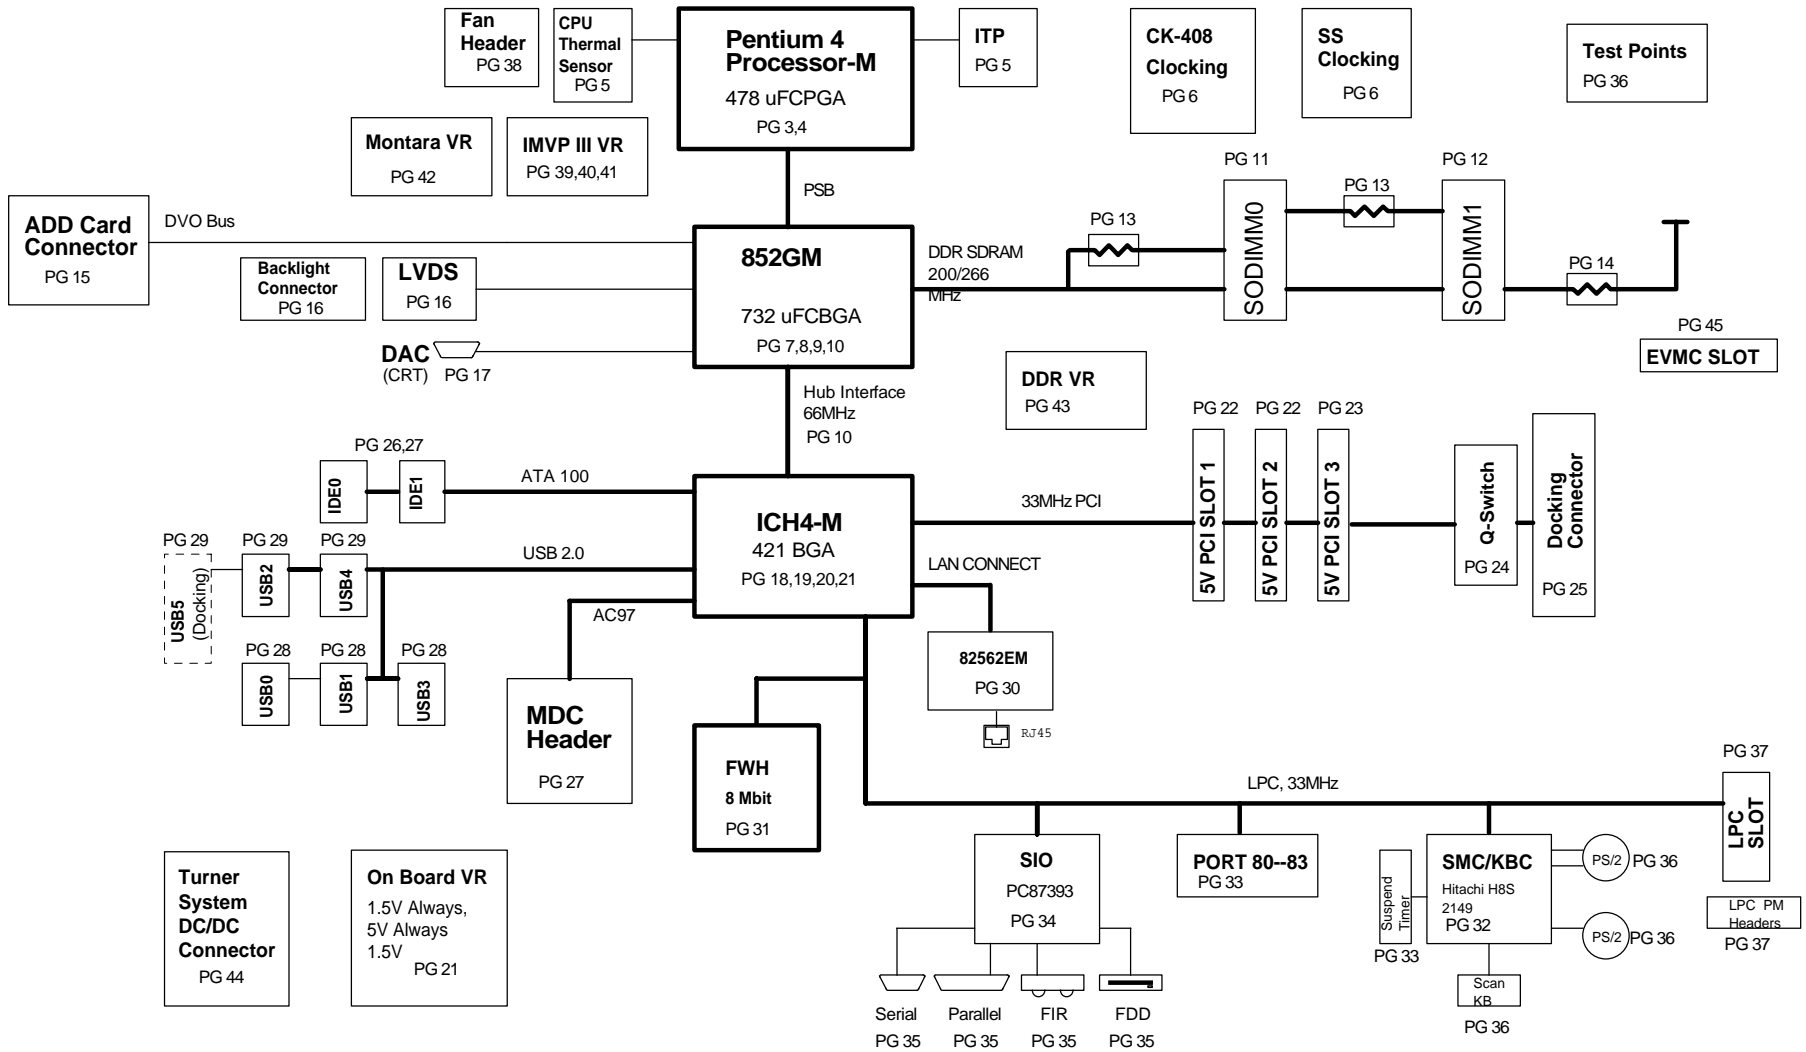 Fan
Header
PG 38
CPU
Thermal
Sensor
PG 5
Pentium 4
Processor-M
478 uFCPGA
PG 3,4
ITP
PG 5
CK-408
Clocking
PG 6
SS
Clocking
PG 6
Test Points
PG 36
Montara VR
PG 42
IMVP III VR
PG 39,40,41
PSB
PG 11
PG 13
PG 12
ADD Card
Connector
PG 15
DVO Bus
Backlight
Connector
PG 16
LVDS
PG 16
DAC
(CRT)
PG 17
852GM
732 uFCBGA
PG 7,8,9,10
DDR SDRAM
200/266
MHz
PG 13
SODIMM0
SODIMM1
PG 14
PG 45
EVMC SLOT
Hub Interface
66MHz
PG 10
DDR VR
PG 43
PG 22
PG 22
PG 23
5V PCI SLOT 1
5V PCI SLOT 2
5V PCI SLOT 3
Q-Switch
PG 24
Docking
Connector
PG 25
PG 26,27
IDE0
IDE1
ATA 100
ICH4-M
421 BGA
PG 18,19,20,21
33MHz PCI
LAN CONNECT
PG 29
PG 29
PG 29
USB5
(Docking)
USB2
USB4
USB 2.0
AC97
PG 28
PG 28
PG 28
USB0
USB1
USB3
MDC
Header
PG 27
82562EM
PG 30
RJ45
FWH
8 Mbit
PG 31
LPC, 33MHz
PG 37
LPC
SLOT
Turner
System
DC/DC
Connector
PG 44
On Board VR
1.5V Always,
5V Always
1.5V
PG 21
SIO
PC87393
PG 34
PORT 80--83
PG 33
Suspend
Timer
PG 33
SMC/KBC
Hitachi H8S
2149
PG 32
PS/2
PG 36
PS/2
PG 36
LPC PM
Headers
PG 37
Scan
KB
PG 36
Serial
PG 35
Parallel
PG 35
FIR
PG 35
FDD
PG 35